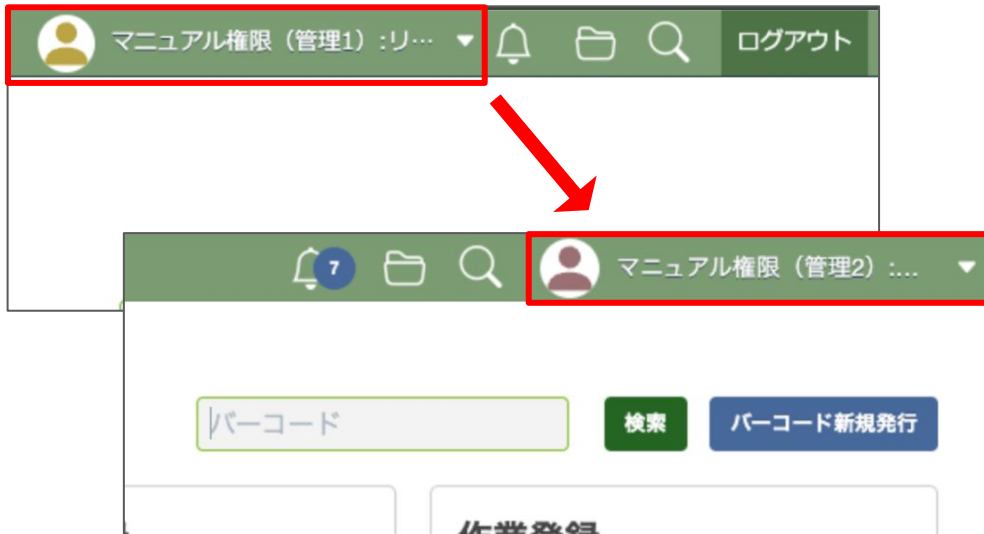 マニュアル権限（管理1）:リ… ログアウト
7 マニュアル権限（管理2）:...
バーコード 検索 バーコード新規発行
作業登録